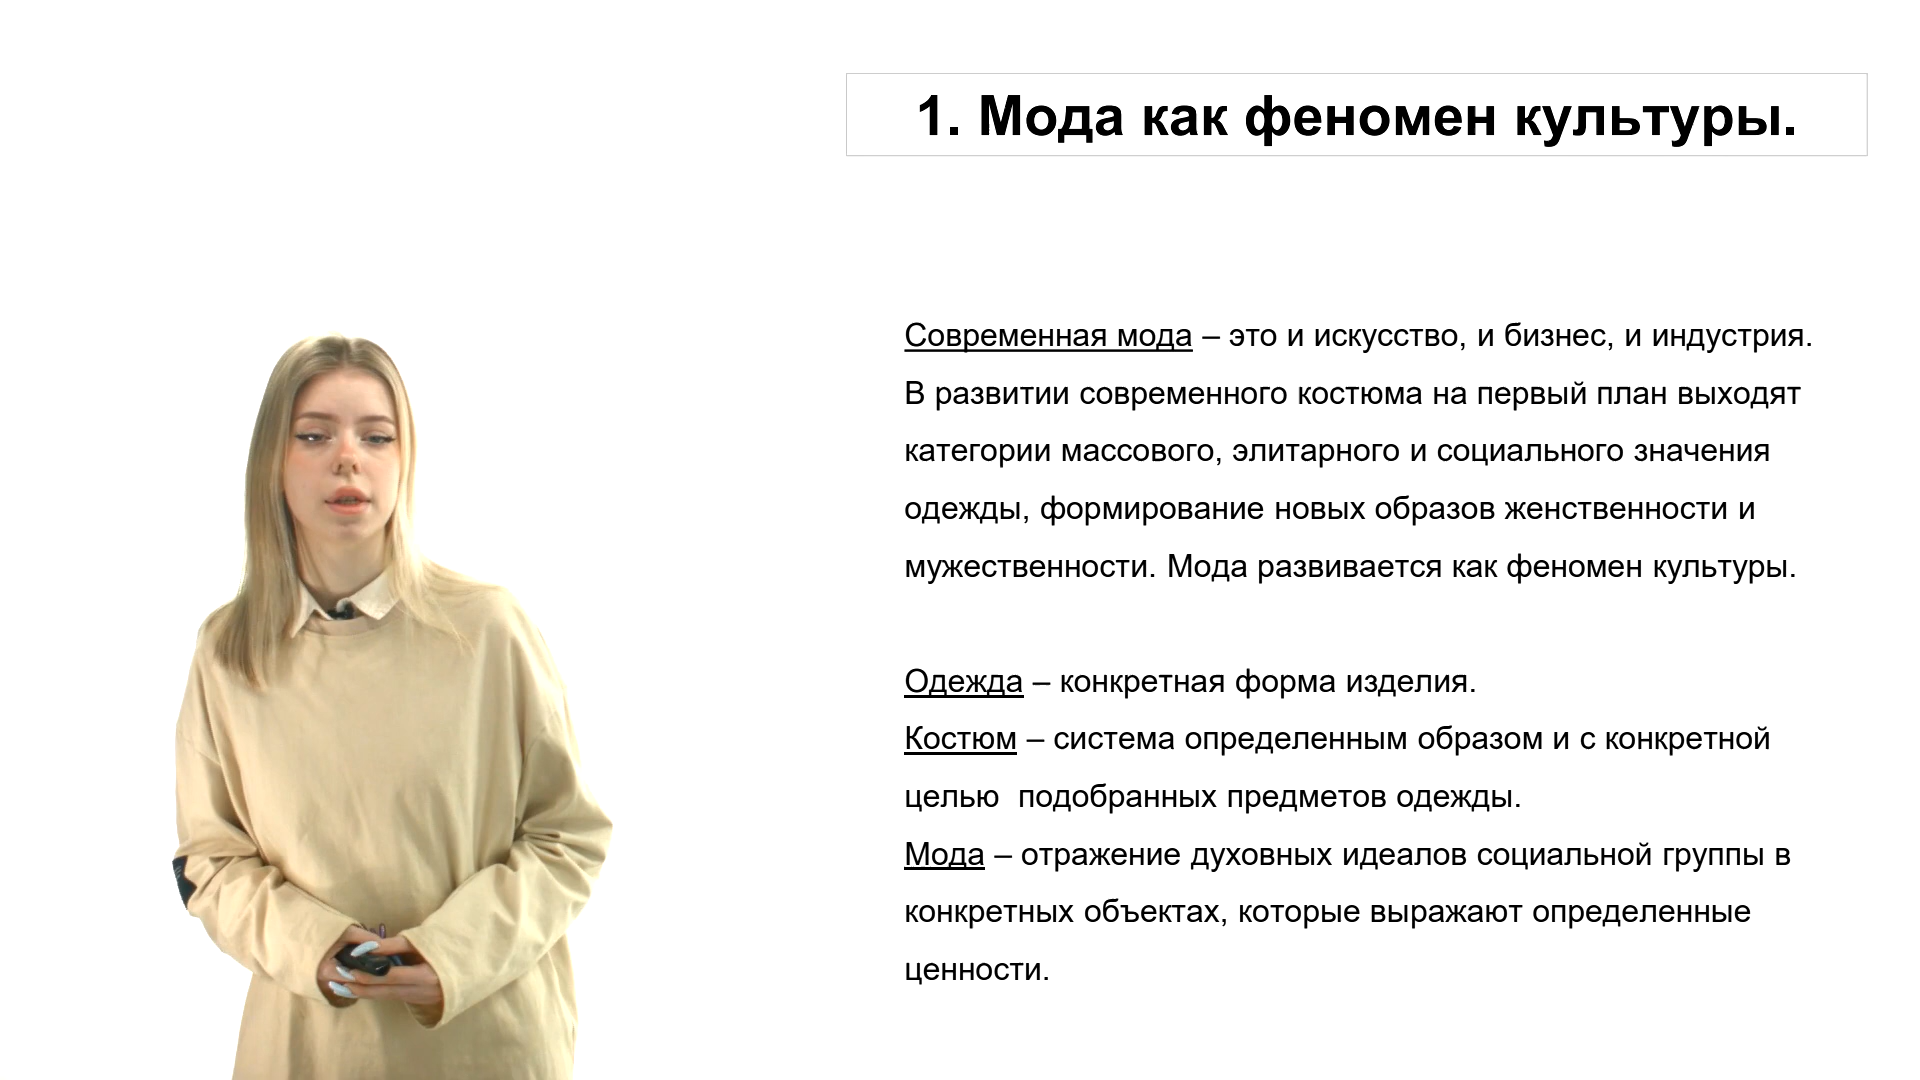 1. Мода как феномен культуры.
Современная мода – это и искусство, и бизнес, и индустрия.
В развитии современного костюма на первый план выходят
категории массового, элитарного и социального значения
одежды, формирование новых образов женственности и
мужественности. Мода развивается как феномен культуры.
Одежда – конкретная форма изделия.
Костюм – система определенным образом и с конкретной
целью  подобранных предметов одежды.
Мода – отражение духовных идеалов социальной группы в
конкретных объектах, которые выражают определенные
ценности.